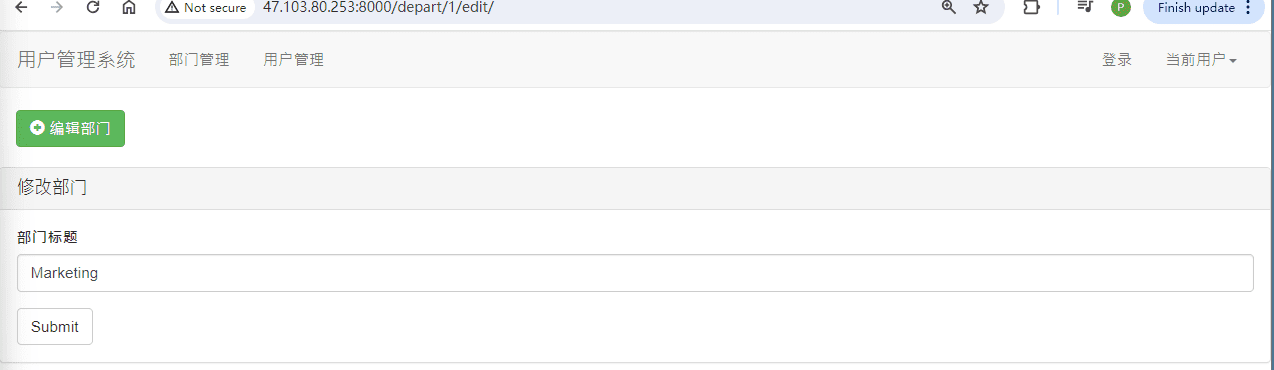 Not secure 47.103.80.253:8000/depart/1/edit/ P Finish update
用户管理系统 部门管理 用户管理 登录 当前用户
编辑部门
修改部门
部门标题
Marketing
Submit